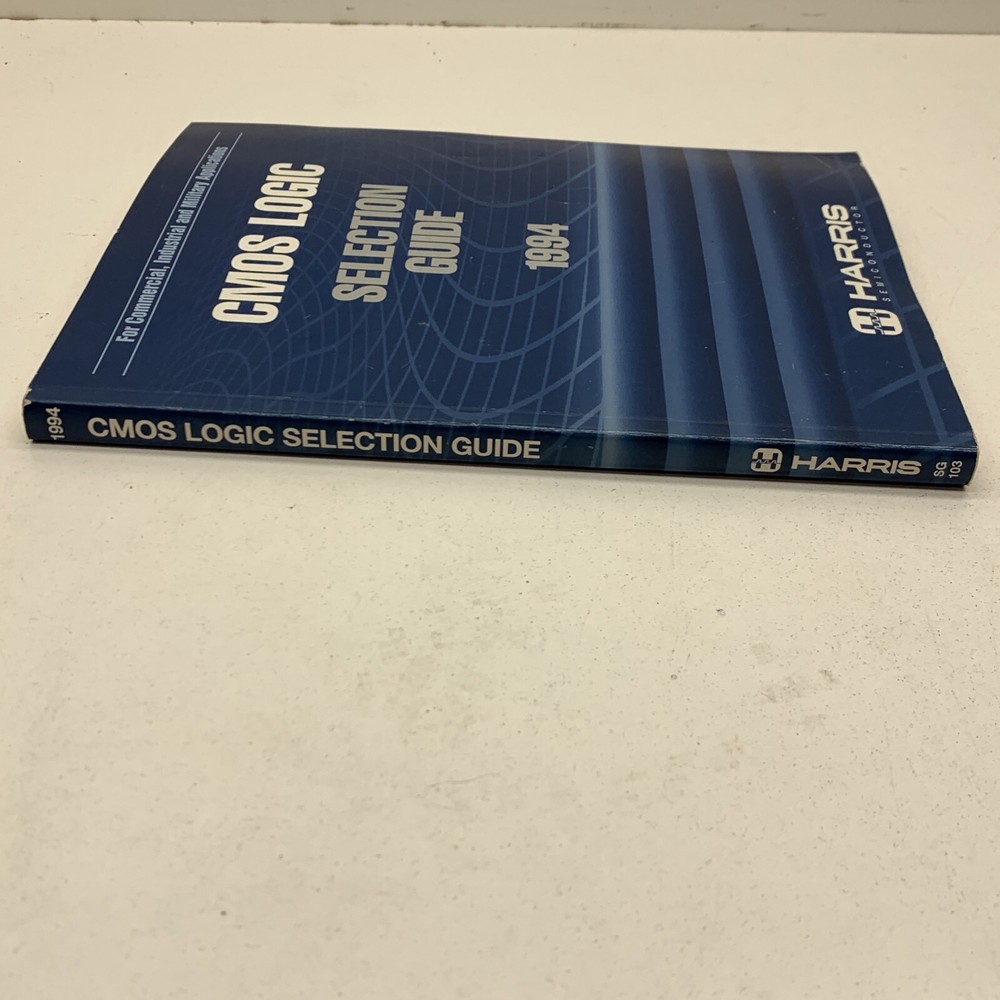 For Commercial, Industrial and Military Applications
CMOS LOGIC
SELECTION
GUIDE
1994
HARRIS
SEMICONDUCTOR
1994
CMOS LOGIC SELECTION GUIDE
HARRIS
SG
103